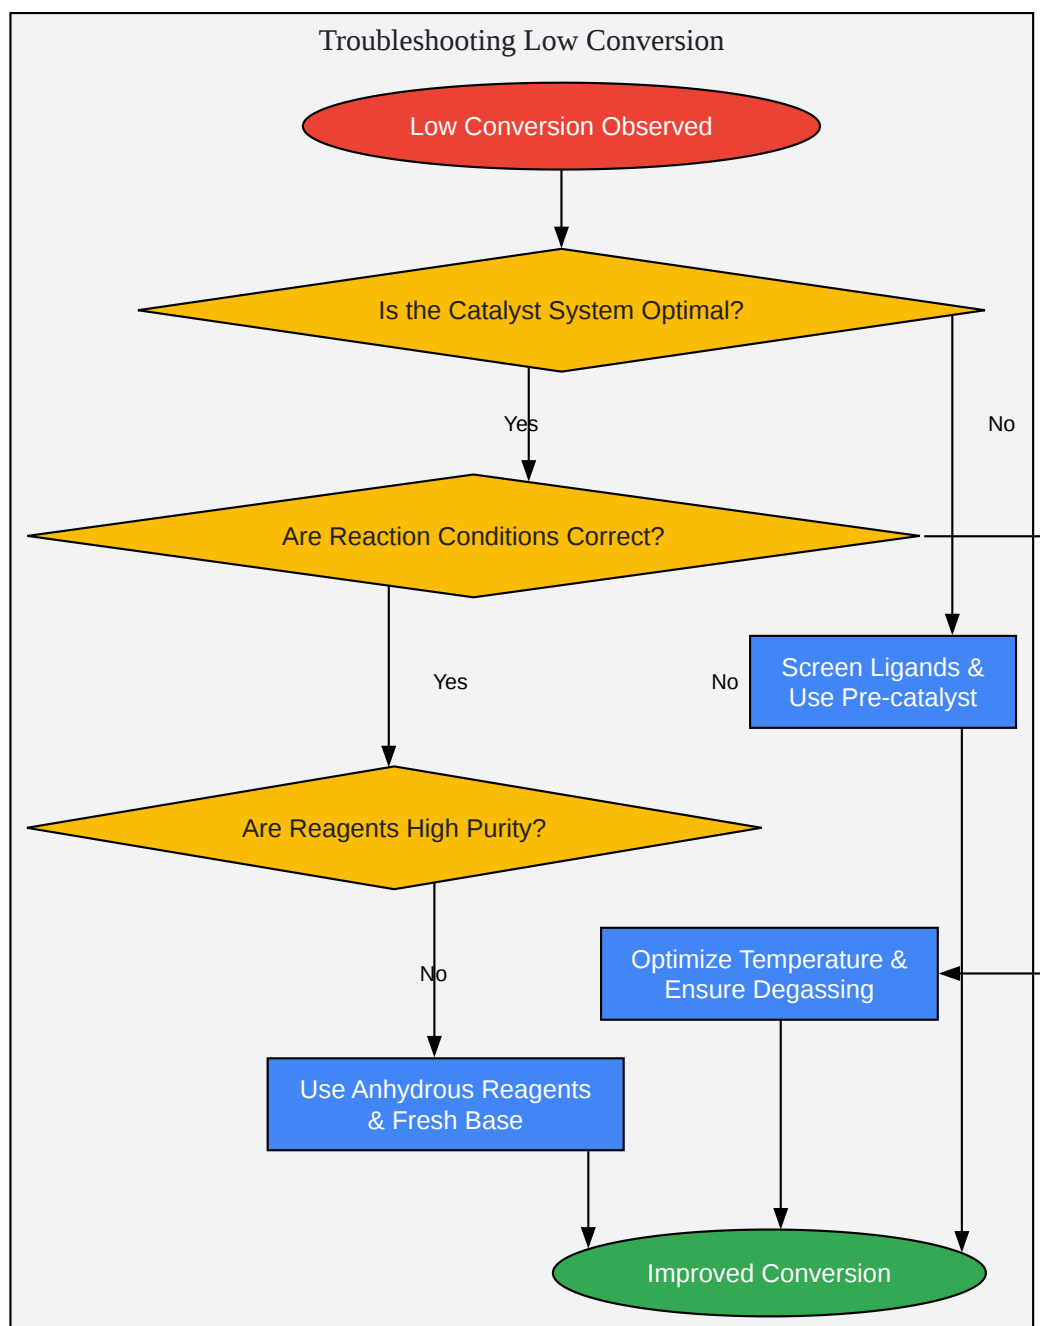 Troubleshooting Low Conversion
Low Conversion Observed
Is the Catalyst System Optimal?
Yes
No
Are Reaction Conditions Correct?
Yes
No
Screen Ligands &
Use Pre-catalyst
Are Reagents High Purity?
No
Optimize Temperature &
Ensure Degassing
Use Anhydrous Reagents
& Fresh Base
Improved Conversion